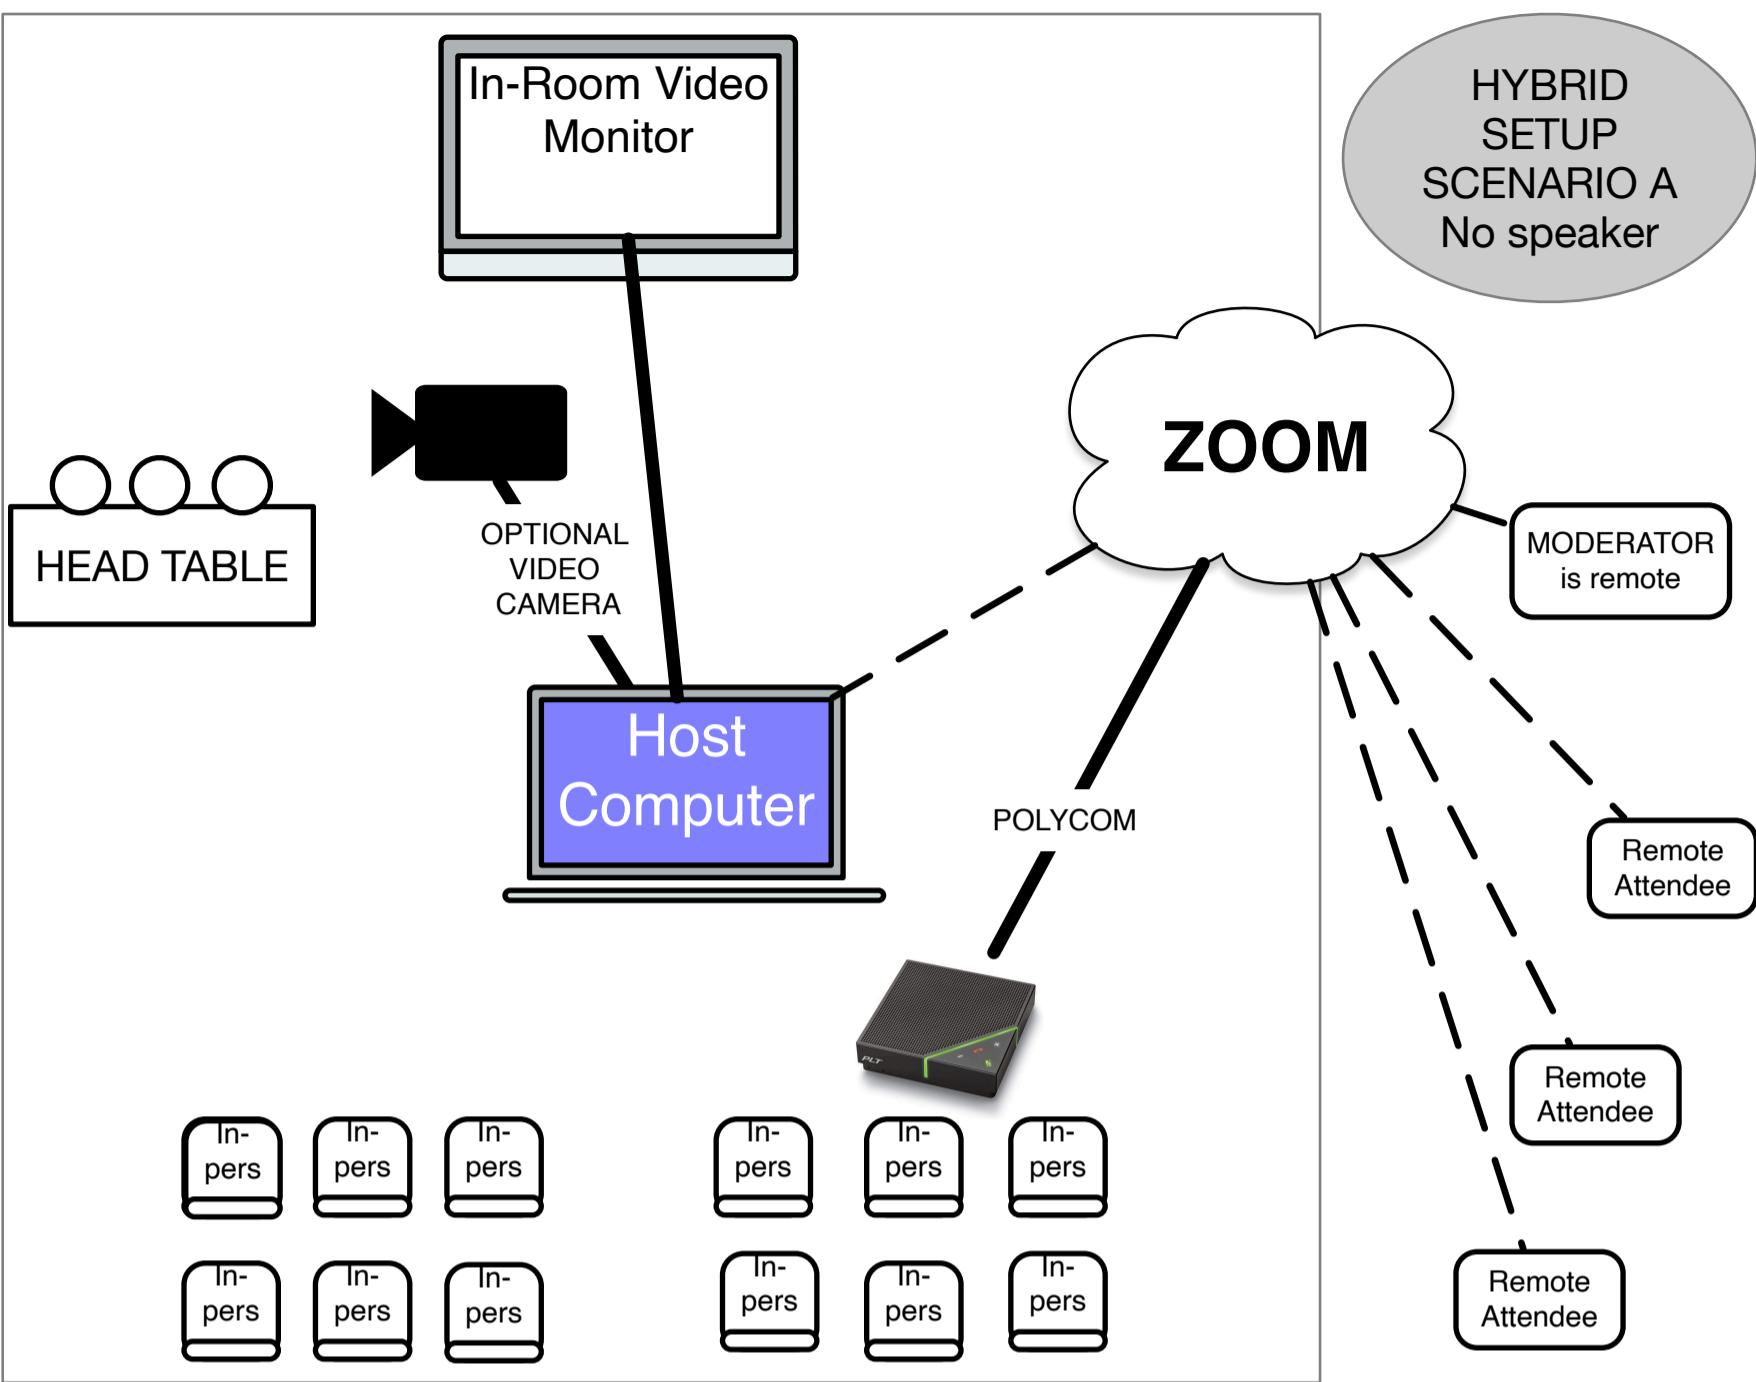 In-Room Video
Monitor
HYBRID
SETUP
SCENARIO A
No speaker
ZOOM
HEAD TABLE
OPTIONAL
VIDEO
CAMERA
MODERATOR
is remote
Host
Computer
POLYCOM
Remote
Attendee
PLT
Remote
Attendee
In-
pers
In-
pers
In-
pers
In-
pers
In-
pers
In-
pers
In-
pers
In-
pers
In-
pers
In-
pers
In-
pers
In-
pers
Remote
Attendee